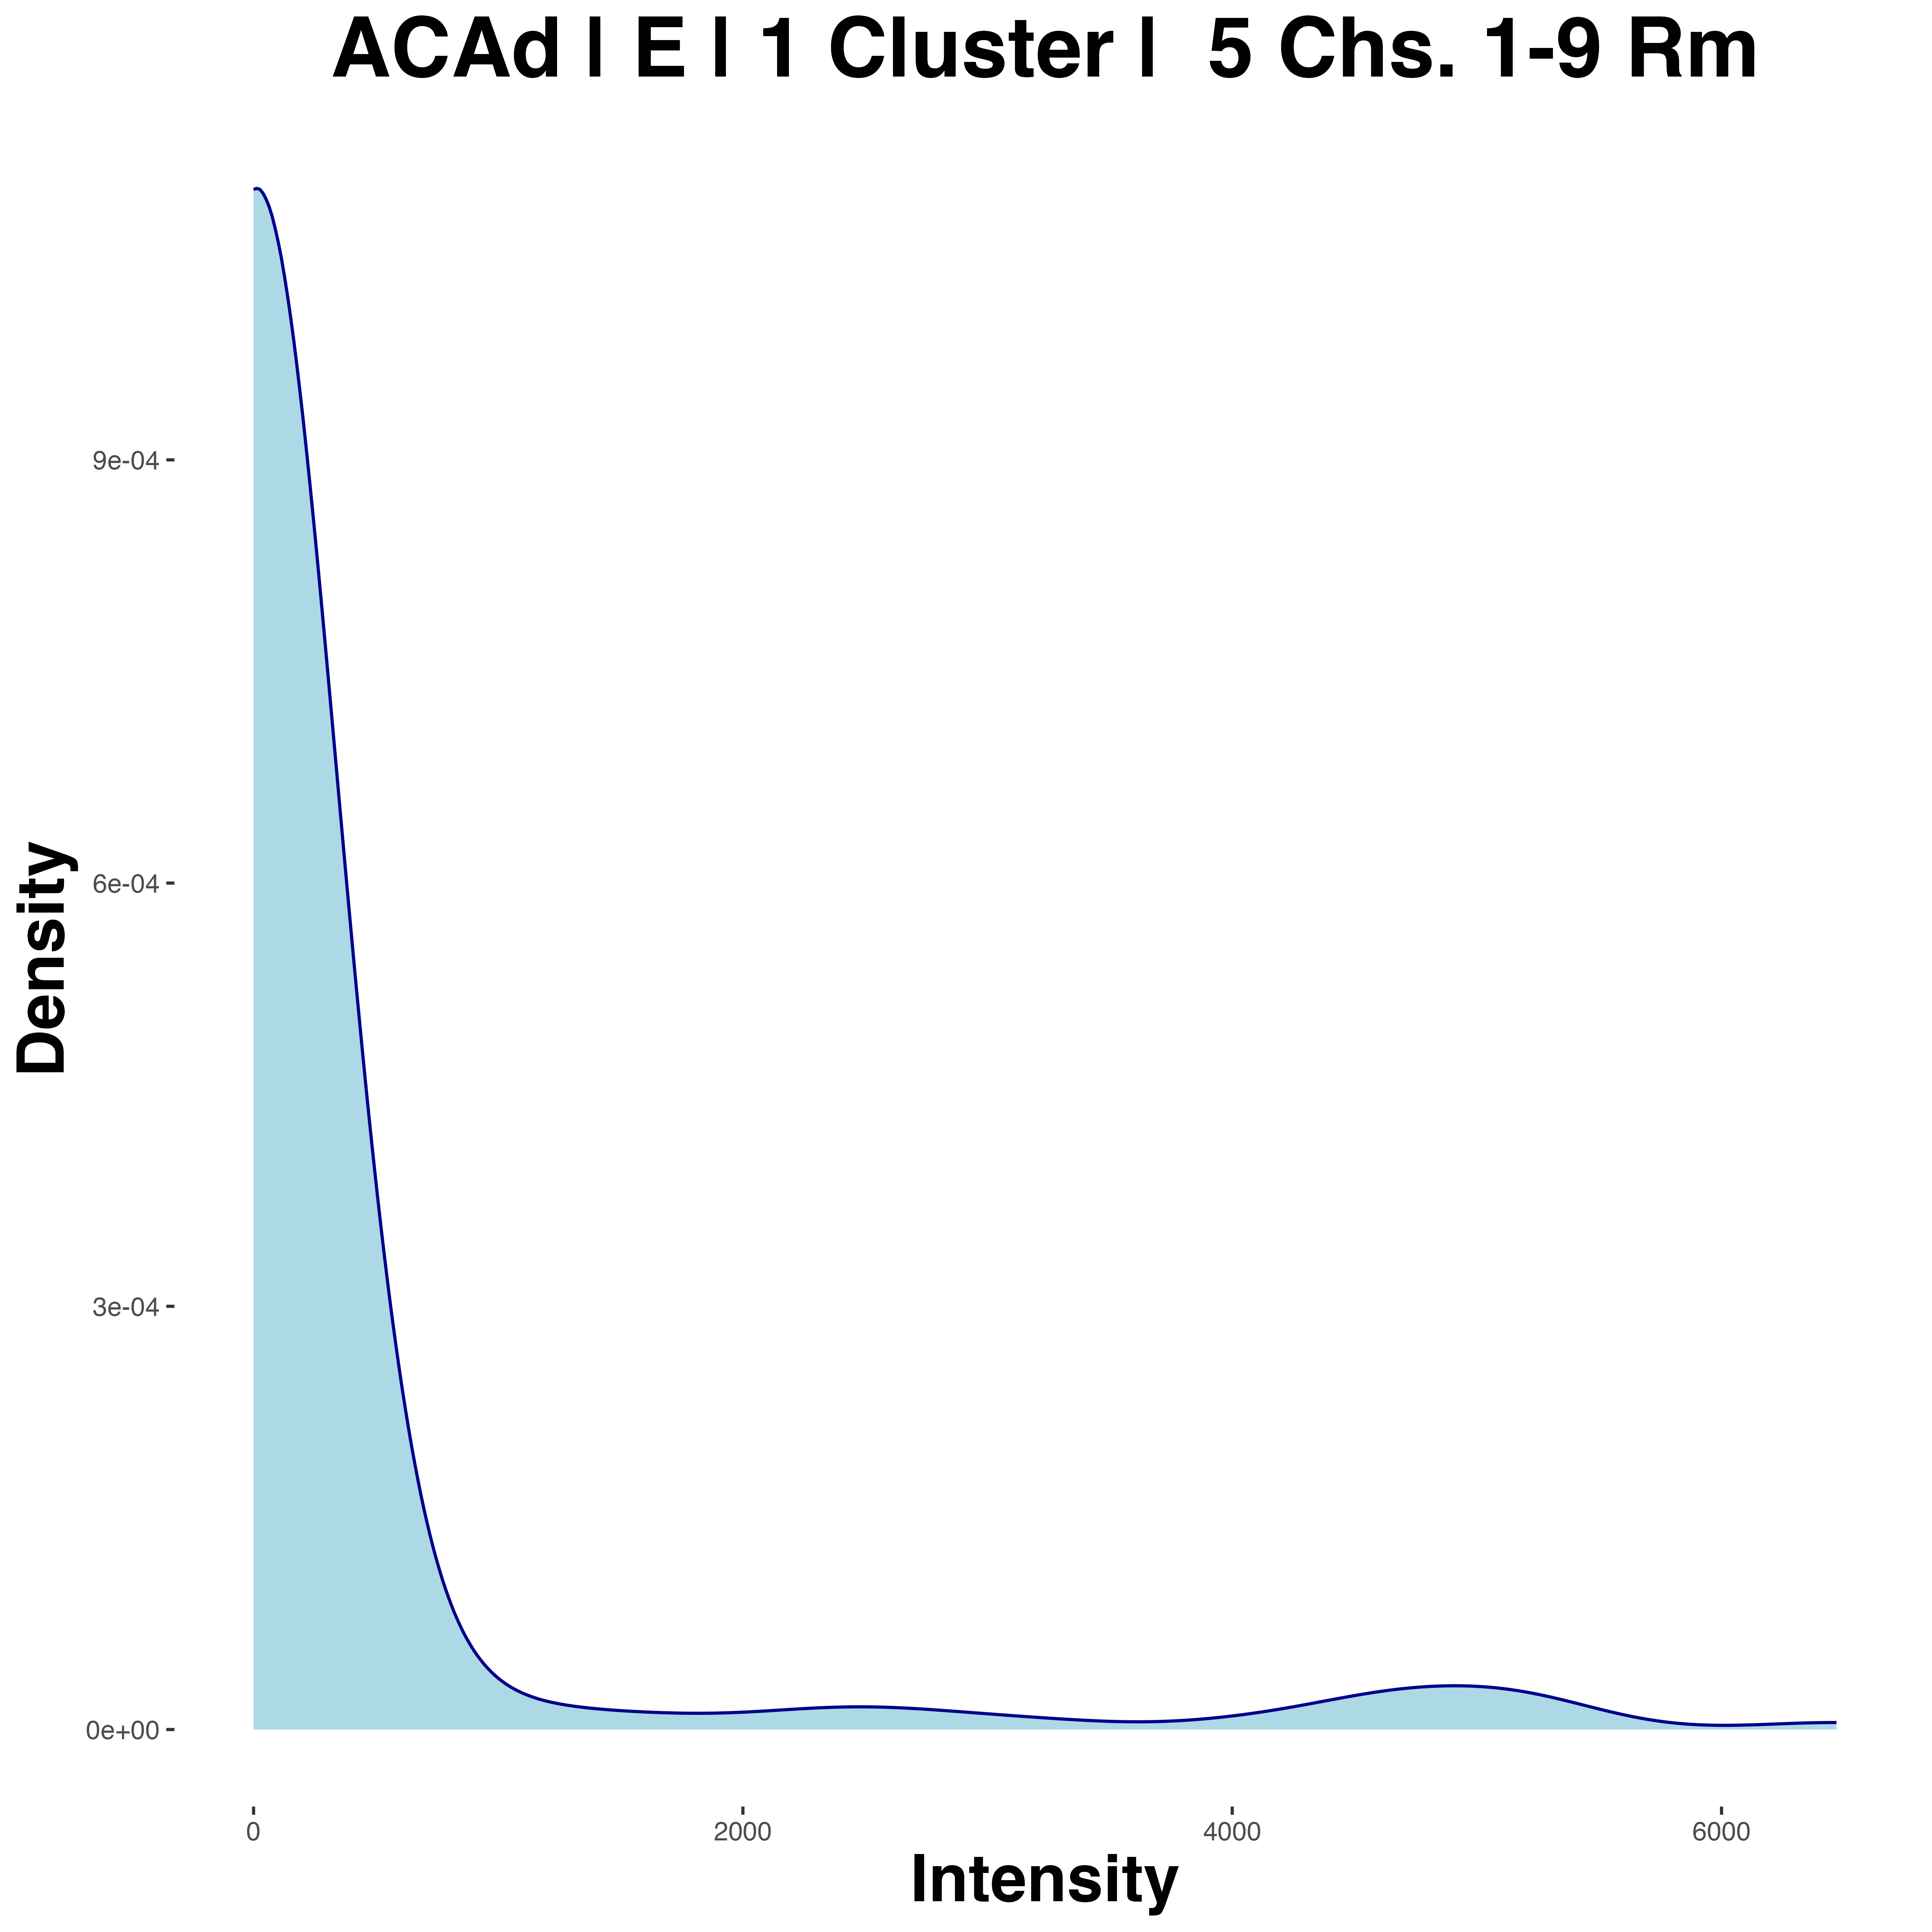 ACAd | E | 1 Cluster |  5 Chs. 1-9 Rm
Density
9e-04
6e-04
3e-04
0e+00
0
2000
4000
6000
Intensity